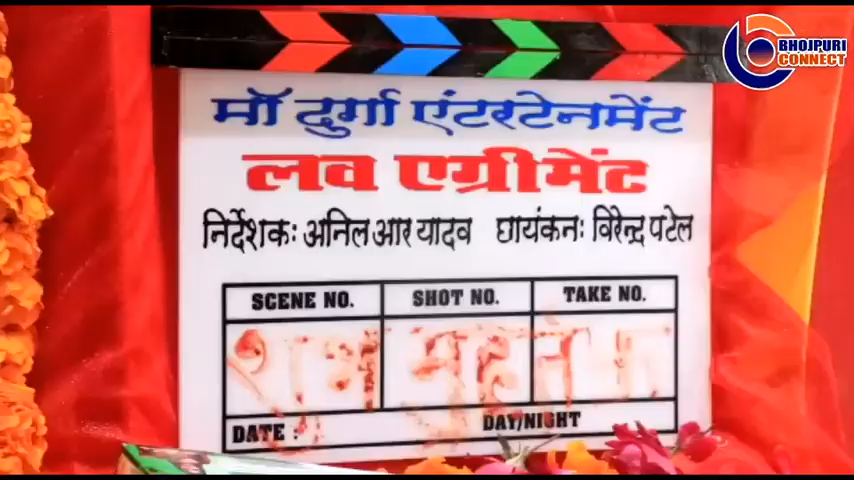 BHOJPURI
CONNECT
माँ दुर्गा एंटरटेनमेंट
लव एग्रीमेंट
निर्देशकः अनिल आर यादव छायंकनः विरेन्द्र पटेल
SCENE NO. SHOT NO. TAKE NO.
शुभ मुहूर्त
DATE : DAY/NIGHT